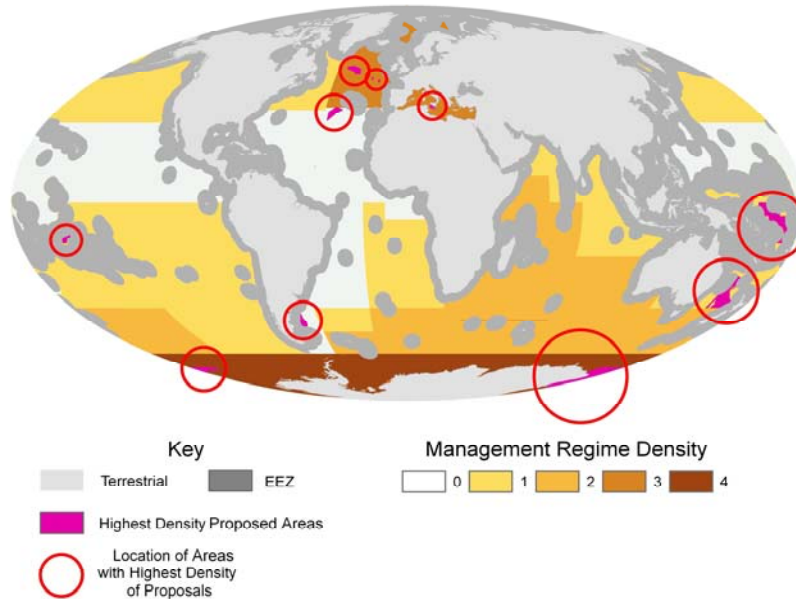 Key
Management Regime Density
Terrestrial
EEZ
0
1
2
3
4
Highest Density Proposed Areas
Location of Areas
with Highest Density
of Proposals